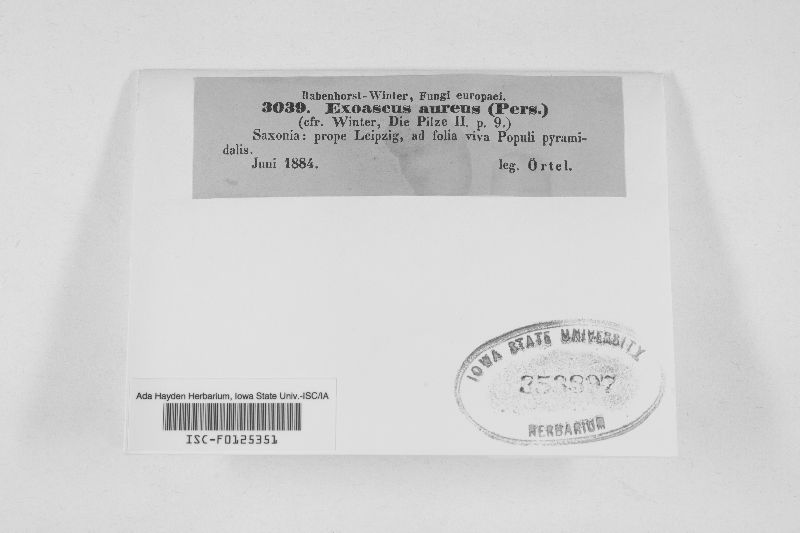 Rabenhorst-Winter, Fungi europaei.
3039. Exoascus aureus (Pers.)
(cfr. Winter, Die Pilze II. p. 9.)
Saxonia: prope Leipzig, ad folia viva Populi pyrami-
dalis.
Juni 1884. leg. Örtel.
IOWA STATE UNIVERSITY
HERBARIUM
Ada Hayden Herbarium, Iowa State Univ.-ISC/IA
ISC-F0125351